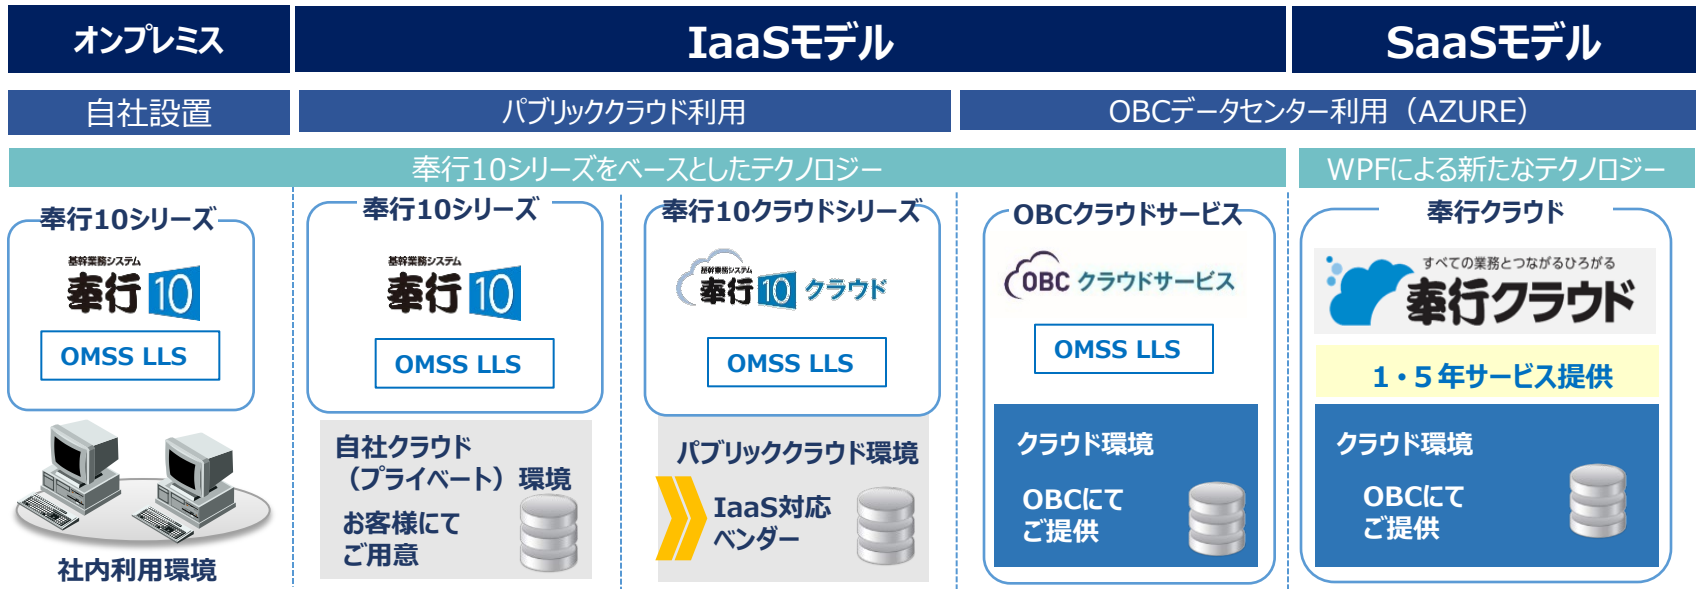 オンプレミス
IaaSモデル
SaaSモデル
自社設置
パブリッククラウド利用
OBCデータセンター利用（AZURE）
奉行10シリーズをベースとしたテクノロジー
WPFによる新たなテクノロジー
奉行10シリーズ
基幹業務システム
奉行10
OMSS LLS
社内利用環境
奉行10シリーズ
基幹業務システム
奉行10
OMSS LLS
自社クラウド
（プライベート）環境
お客様にて
ご用意
奉行10クラウドシリーズ
基幹業務システム
奉行10 クラウド
OMSS LLS
パブリッククラウド環境
IaaS対応
ベンダー
OBCクラウドサービス
OBC クラウドサービス
OMSS LLS
クラウド環境
OBCにて
ご提供
奉行クラウド
すべての業務とつながるひろがる
奉行クラウド
1・5年サービス提供
クラウド環境
OBCにて
ご提供